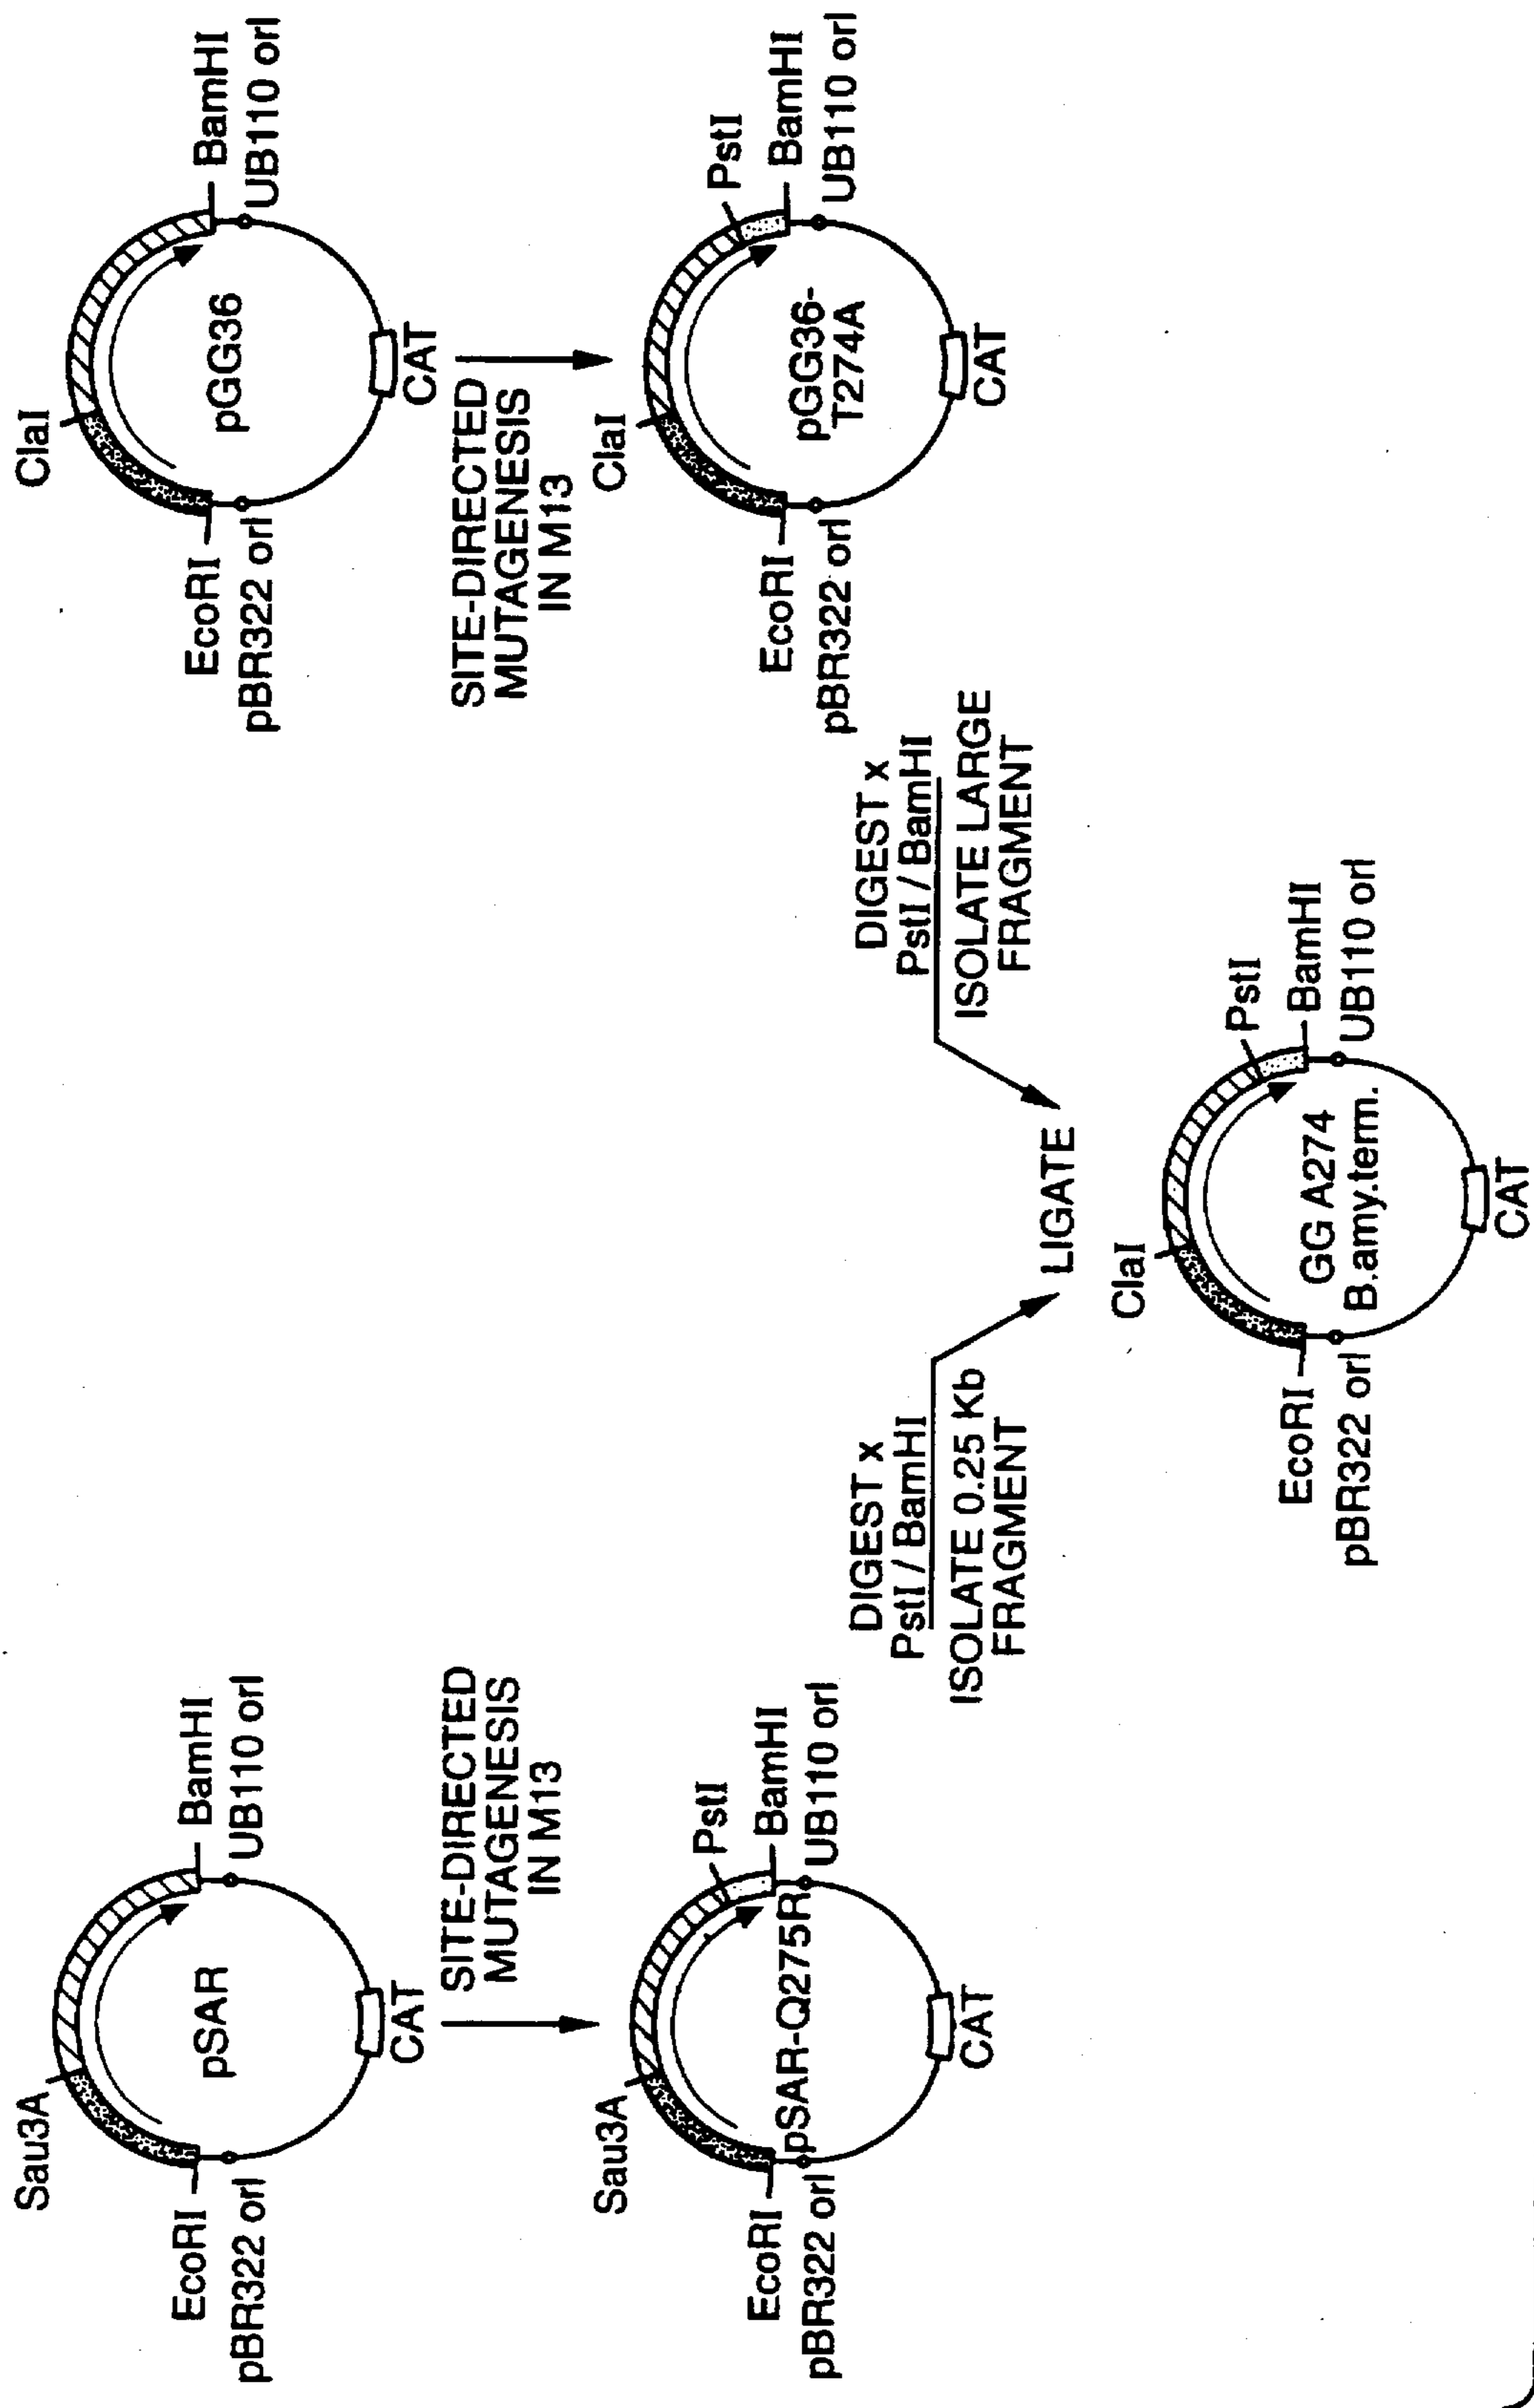 Sau3A
EcoRI
BamHI
pBR322 ori
UB110 ori
pSAR
CAT
SITE-DIRECTED
MUTAGENESIS
IN M13
Sau3A
PstI
EcoRI
BamHI
pBR322 ori
UB110 ori
pSAR-Q275R
CAT
ClaI
EcoRI
BamHI
pBR322 ori
UB110 ori
pGG36
CAT
SITE-DIRECTED
MUTAGENESIS
IN M13
ClaI
PstI
EcoRI
BamHI
pBR322 ori
UB110 ori
pGG36-
T274A
CAT
DIGEST x
PstI / BamHI
ISOLATE 0.25 Kb
FRAGMENT
DIGEST x
PstI / BamHI
ISOLATE LARGE
FRAGMENT
LIGATE
ClaI
PstI
EcoRI
BamHI
pBR322 ori
UB110 ori
GG A274
B.amy.term.
CAT